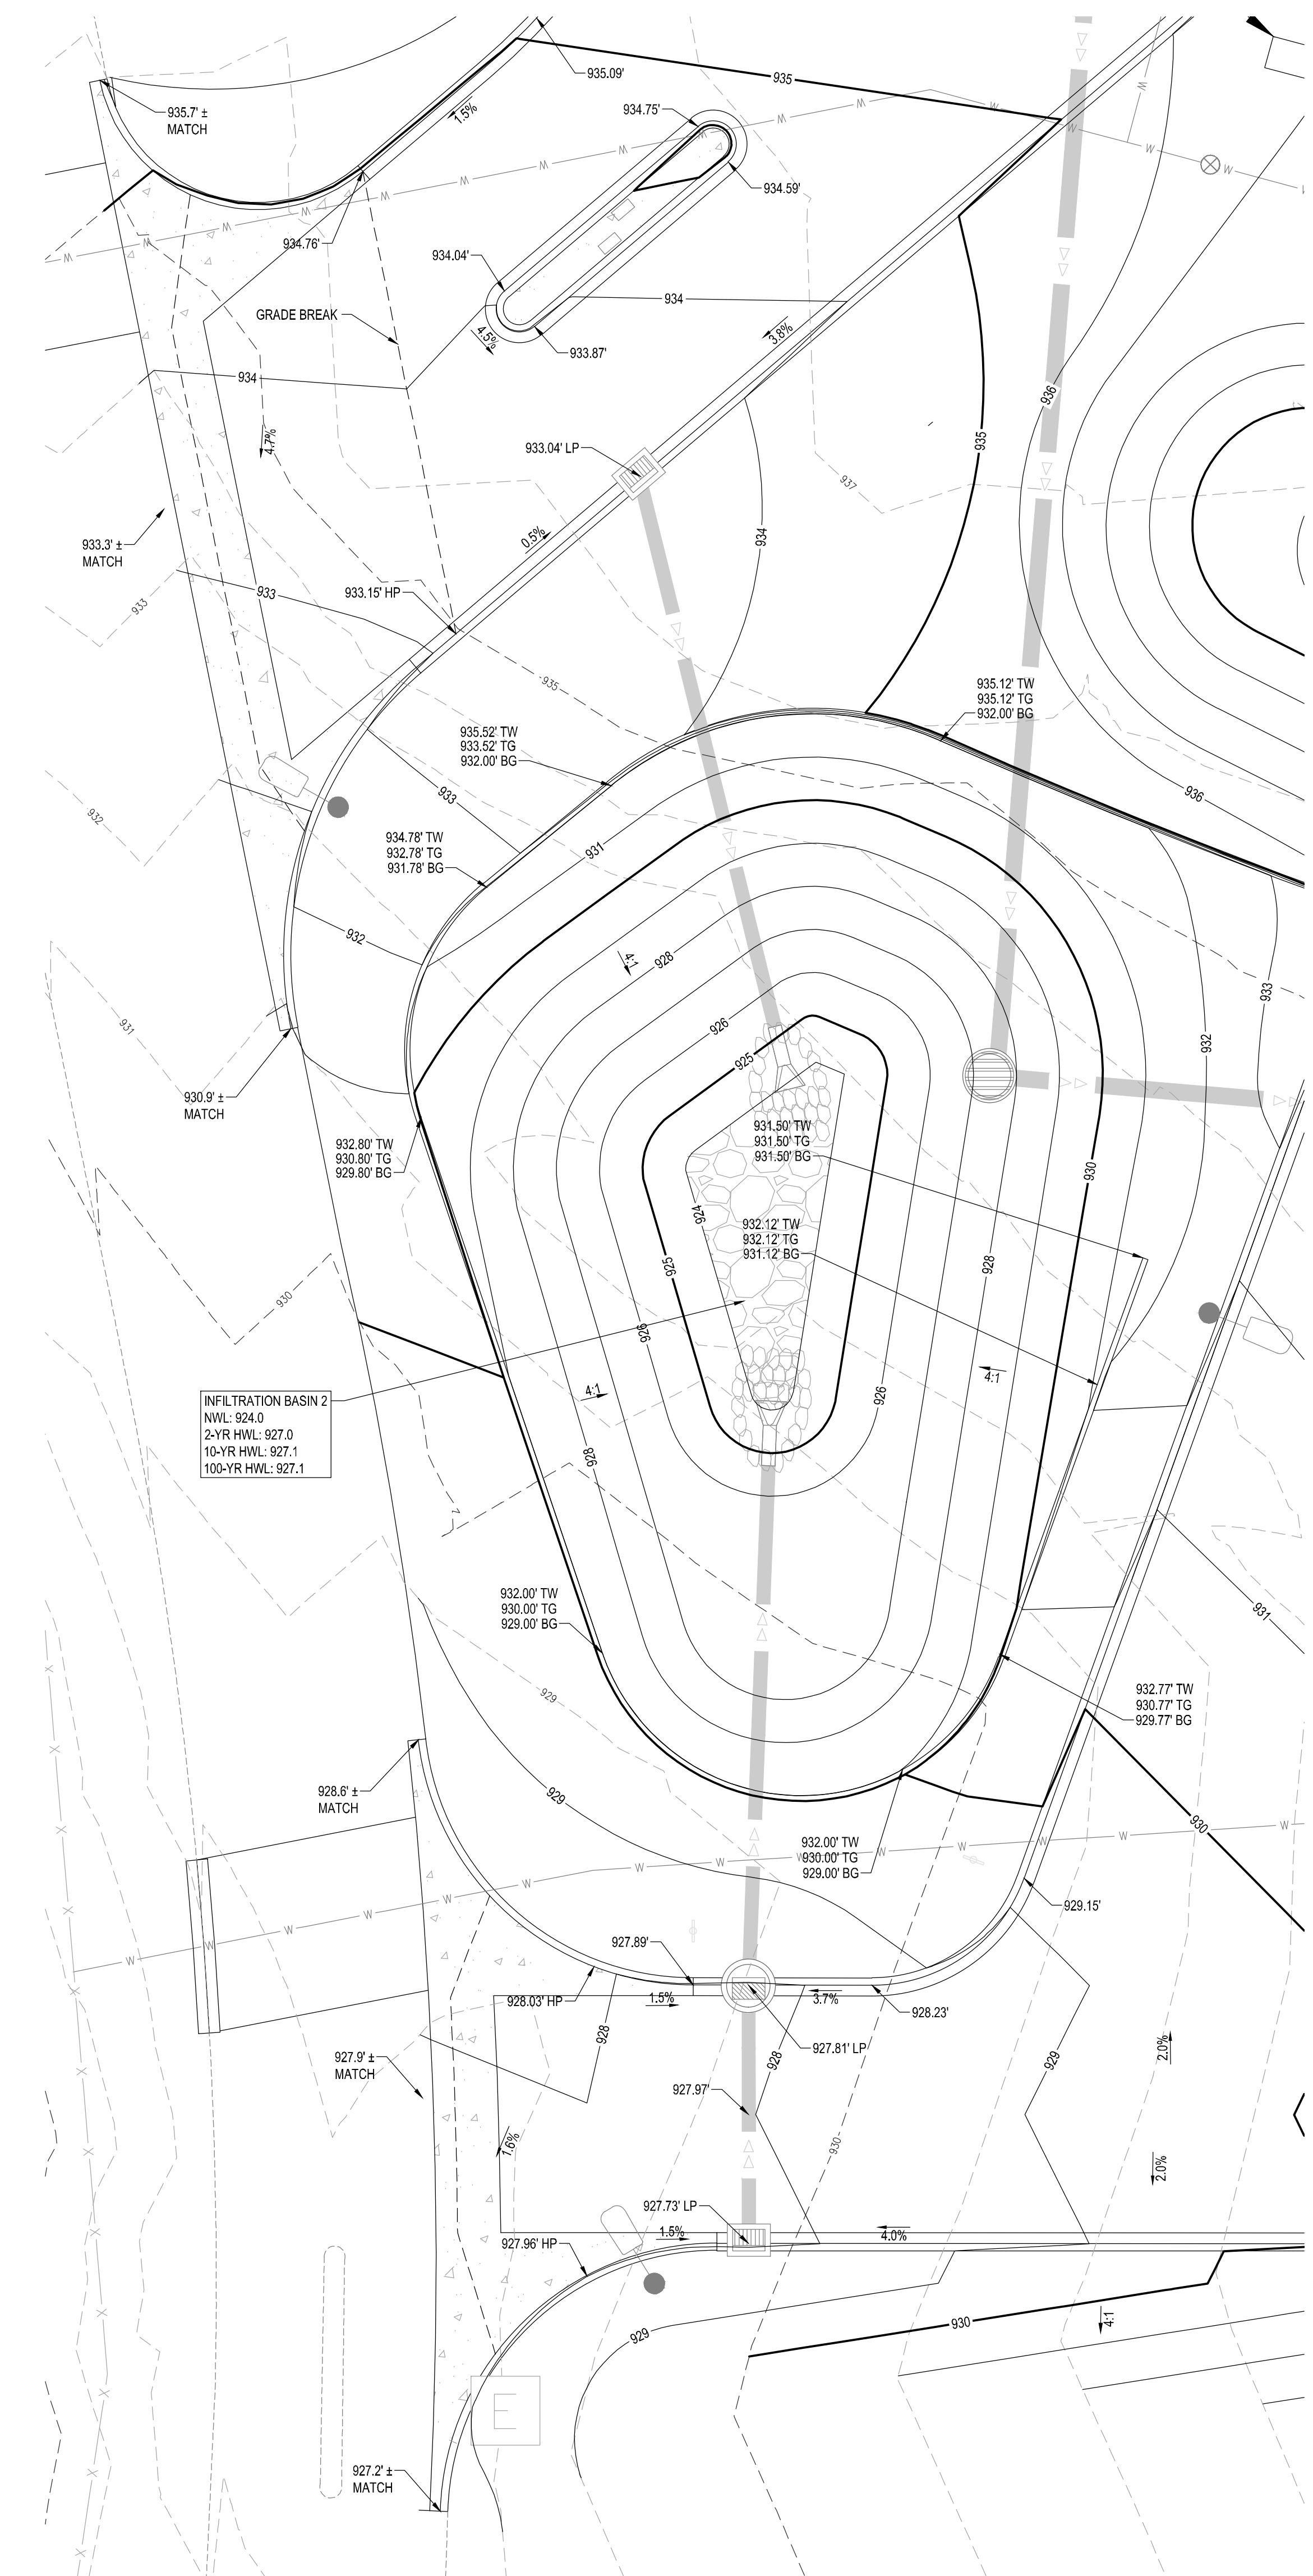 935.09'
935
935.7' ±
MATCH
1.5%
934.75'
W
W
W
W
W
W
W
W
W
W
W
W
934.59'
934.76'
934.04'
GRADE BREAK
934
3.8%
4.5%
933.87'
934
936
935
4.7%
933.04' LP
937
933.3' ±
MATCH
0.5%
934
933
933.15' HP
933
935
935.12' TW
935.12' TG
932.00' BG
935.52' TW
933.52' TG
932.00' BG
936
933
932
934.78' TW
932.78' TG
931.78' BG
931
932
4:1
928
933
926
931
932
925
930.9' ±
MATCH
931.50' TW
931.50' TG
931.50' BG
932.80' TW
930.80' TG
929.80' BG
930
924
932.12' TW
932.12' TG
931.12' BG
925
928
930
926
4:1
4:1
926
INFILTRATION BASIN 2
NWL: 924.0
2-YR HWL: 927.0
10-YR HWL: 927.1
100-YR HWL: 927.1
928
932.00' TW
930.00' TG
929.00' BG
931
929
932.77' TW
930.77' TG
929.77' BG
928.6' ±
MATCH
929
930
932.00' TW
930.00' TG
929.00' BG
W
W
W
W
W
W
W
W
W
W
W
929.15'
927.89'
928.03' HP
1.5%
3.7%
928.23'
928
927.81' LP
928
929
2.0%
927.9' ±
MATCH
927.97'
930
1.6%
2.0%
927.73' LP
1.5%
4.0%
927.96' HP
929
930
4:1
E
927.2' ±
MATCH